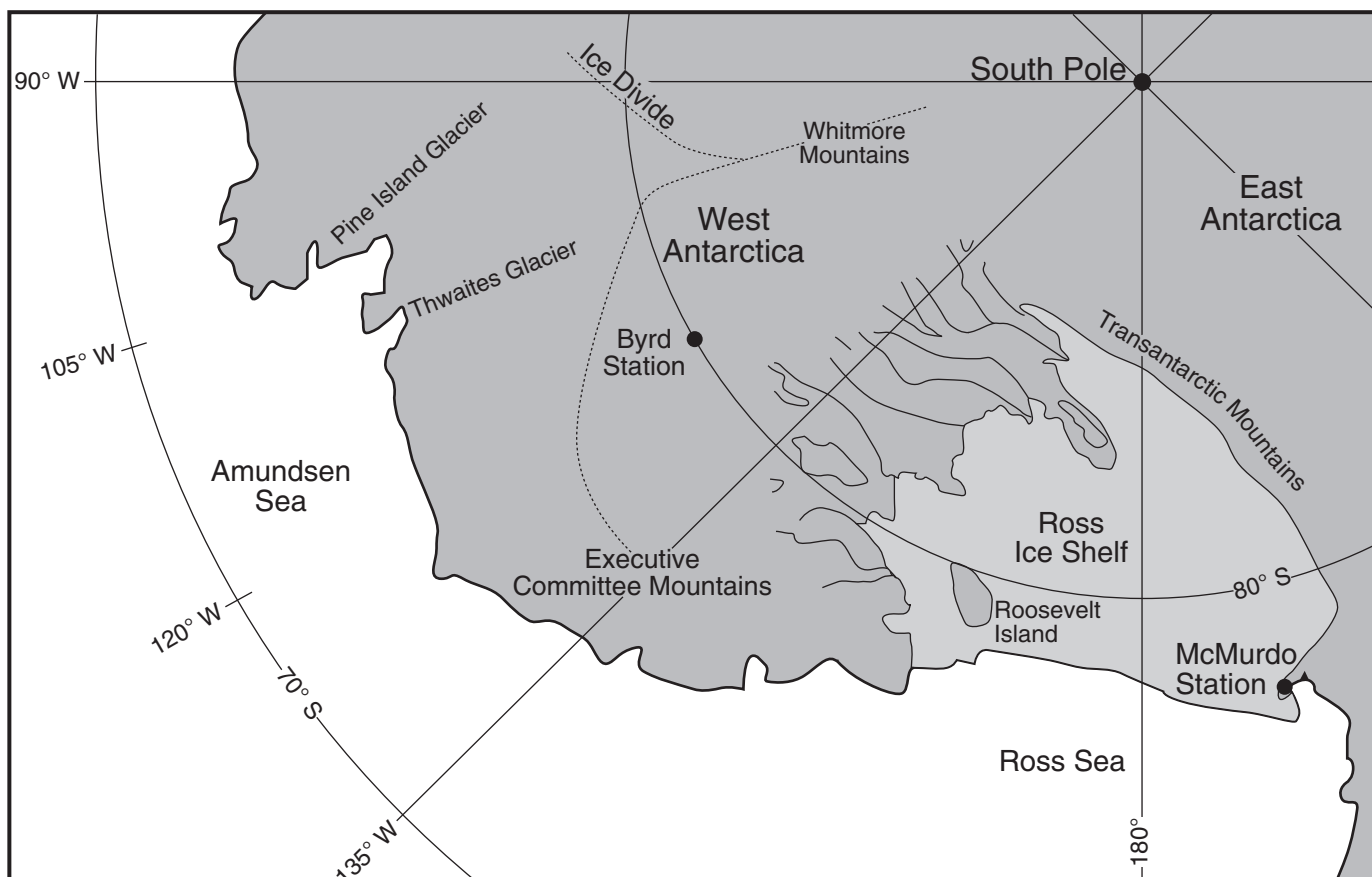 90° W
Ice Divide
South Pole
Whitmore
Mountains
Pine Island Glacier
East
Antarctica
West
Antarctica
Thwaites Glacier
Byrd
Station
Transantarctic Mountains
105° W
Amundsen
Sea
Ross
Ice Shelf
Executive
Committee Mountains
80° S
Roosevelt
Island
120° W
McMurdo
Station
70° S
Ross Sea
135° W
180°